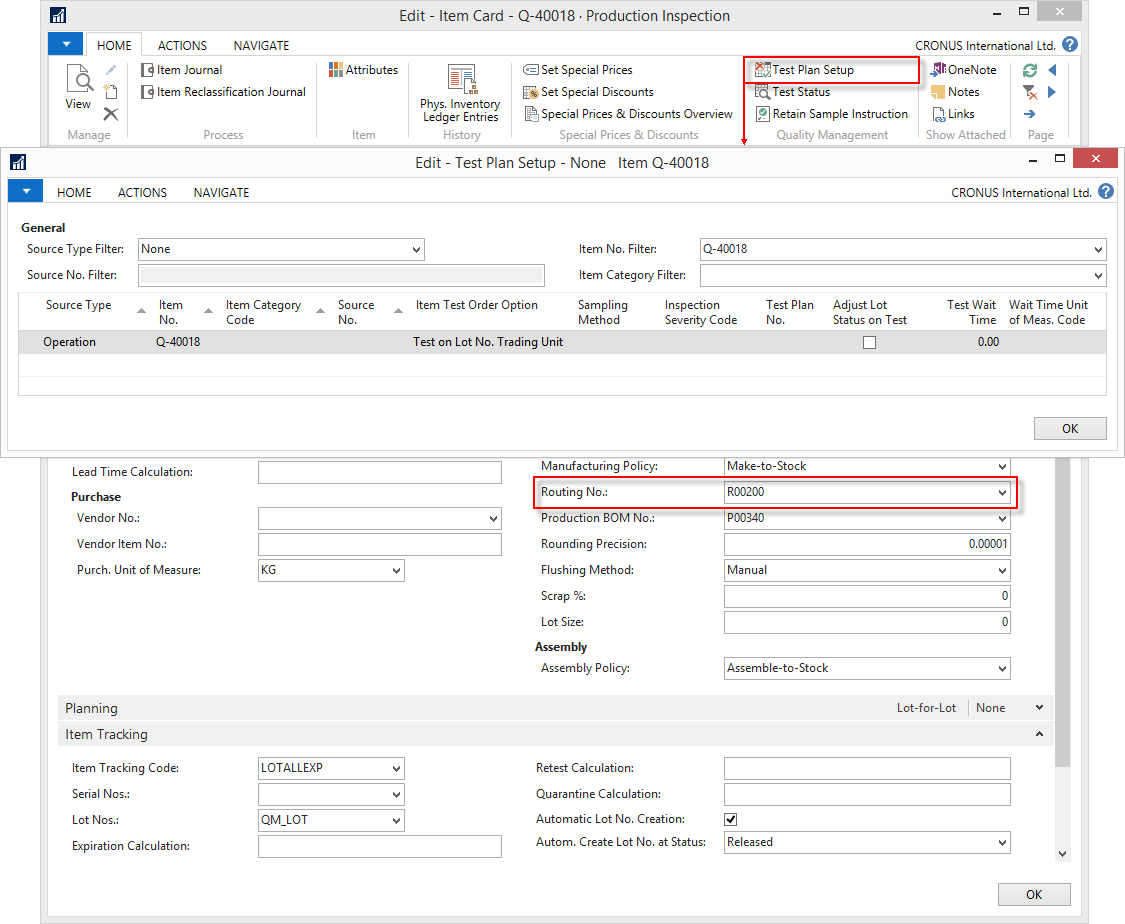 Edit - Item Card - Q-40018 · Production Inspection
HOME ACTIONS NAVIGATE CRONUS International Ltd.
View
Manage
Item Journal
Item Reclassification Journal
Process
Attributes
Item
Phys. Inventory
Ledger Entries
History
Set Special Prices
Set Special Discounts
Special Prices & Discounts Overview
Special Prices & Discounts
Test Plan Setup
Test Status
Retain Sample Instruction
Quality Management
OneNote
Notes
Links
Show Attached
Page
Edit - Test Plan Setup - None Item Q-40018
HOME ACTIONS NAVIGATE CRONUS International Ltd.
General
Source Type Filter: None Item No. Filter: Q-40018
Source No. Filter: Item Category Filter:
Source Type Item No. Item Category Code Source No. Item Test Order Option Sampling Method Inspection Severity Code Test Plan No. Adjust Lot Status on Test Test Wait Time Wait Time Unit of Meas. Code
Operation Q-40018 Test on Lot No. Trading Unit 0.00
OK
Lead Time Calculation:
Purchase
Vendor No.:
Vendor Item No.:
Purch. Unit of Measure: KG
Manufacturing Policy: Make-to-Stock
Routing No.: R00200
Production BOM No.: P00340
Rounding Precision: 0.00001
Flushing Method: Manual
Scrap %: 0
Lot Size: 0
Assembly
Assembly Policy: Assemble-to-Stock
Planning Lot-for-Lot None
Item Tracking
Item Tracking Code: LOTALLEXP
Serial Nos.:
Lot Nos.: QM_LOT
Expiration Calculation:
Retest Calculation:
Quarantine Calculation:
Automatic Lot No. Creation:
Autom. Create Lot No. at Status: Released
OK